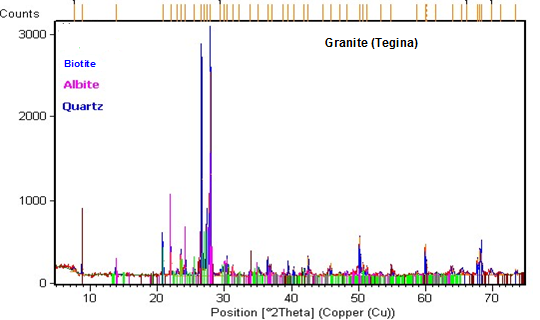 Counts
3000
Granite (Tegina)
Biotite
Albite
Quartz
2000
1000
0
10 20 30 40 50 60 70
Position [°2Theta] (Copper (Cu)